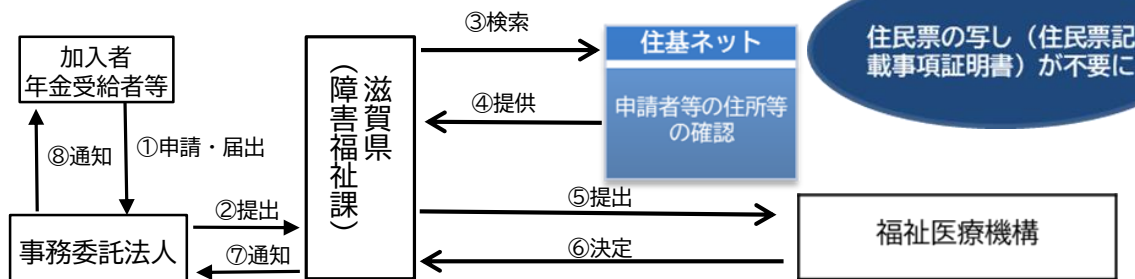 ③検索
住基ネット
住民票の写し(住民票記
載事項証明書)が不要に
加入者
年金受給者等
滋賀県
(障害福祉課)
④提供
申請者等の住所等
の確認
⑧通知
①申請・届出
②提出
⑤提出
事務委託法人
⑦通知
⑥決定
福祉医療機構